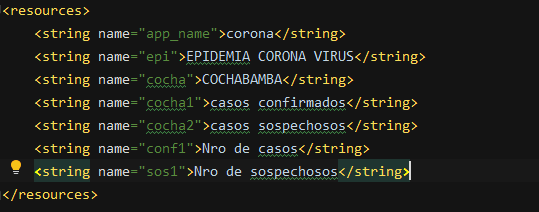 <resources>
<string name="app_name">corona</string>
<string name="epi">EPIDEMIA CORONA VIRUS</string>
<string name="cocha">COCHABAMBA</string>
<string name="cocha1">casos confirmados</string>
<string name="cocha2">casos sospechosos</string>
<string name="conf1">Nro de casos</string>
<string name="sos1">Nro de sospechosos</string>
</resources>